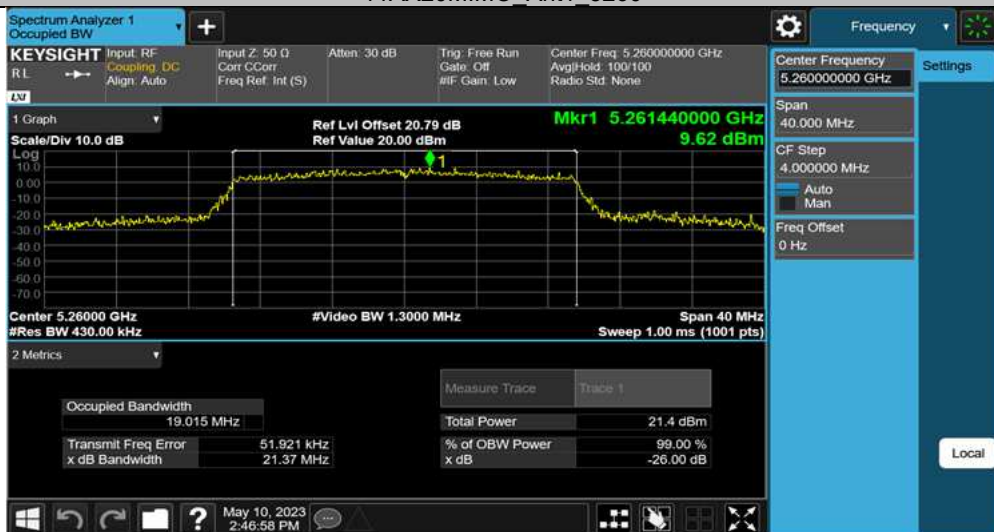 Spectrum Analyzer 1
Occupied BW
Frequency
KEYSIGHT
RL
LXI
Input: RF
Coupling: DC
Align: Auto
Input Z: 50 Ω
Corr CCorr
Freq Ref: Int (S)
Atten: 30 dB
Trig: Free Run
Gate: Off
#IF Gain: Low
Center Freq: 5.260000000 GHz
Avg|Hold: 100/100
Radio Std: None
Center Frequency
5.260000000 GHz
Settings
Span
40.000 MHz
CF Step
4.000000 MHz
Auto
Man
Freq Offset
0 Hz
1 Graph
Scale/Div 10.0 dB
Ref Lvl Offset 20.79 dB
Ref Value 20.00 dBm
Mkr1 5.261440000 GHz
9.62 dBm
Log
10.0
0.00
-10.0
-20.0
-30.0
-40.0
-50.0
-60.0
-70.0
1
Center 5.26000 GHz
#Res BW 430.00 kHz
#Video BW 1.3000 MHz
Span 40 MHz
Sweep 1.00 ms (1001 pts)
2 Metrics
Measure Trace
Trace 1
Occupied Bandwidth
19.015 MHz
Total Power
21.4 dBm
Transmit Freq Error
51.921 kHz
% of OBW Power
99.00 %
x dB Bandwidth
21.37 MHz
x dB
-26.00 dB
Local
?
May 10, 2023
2:46:58 PM